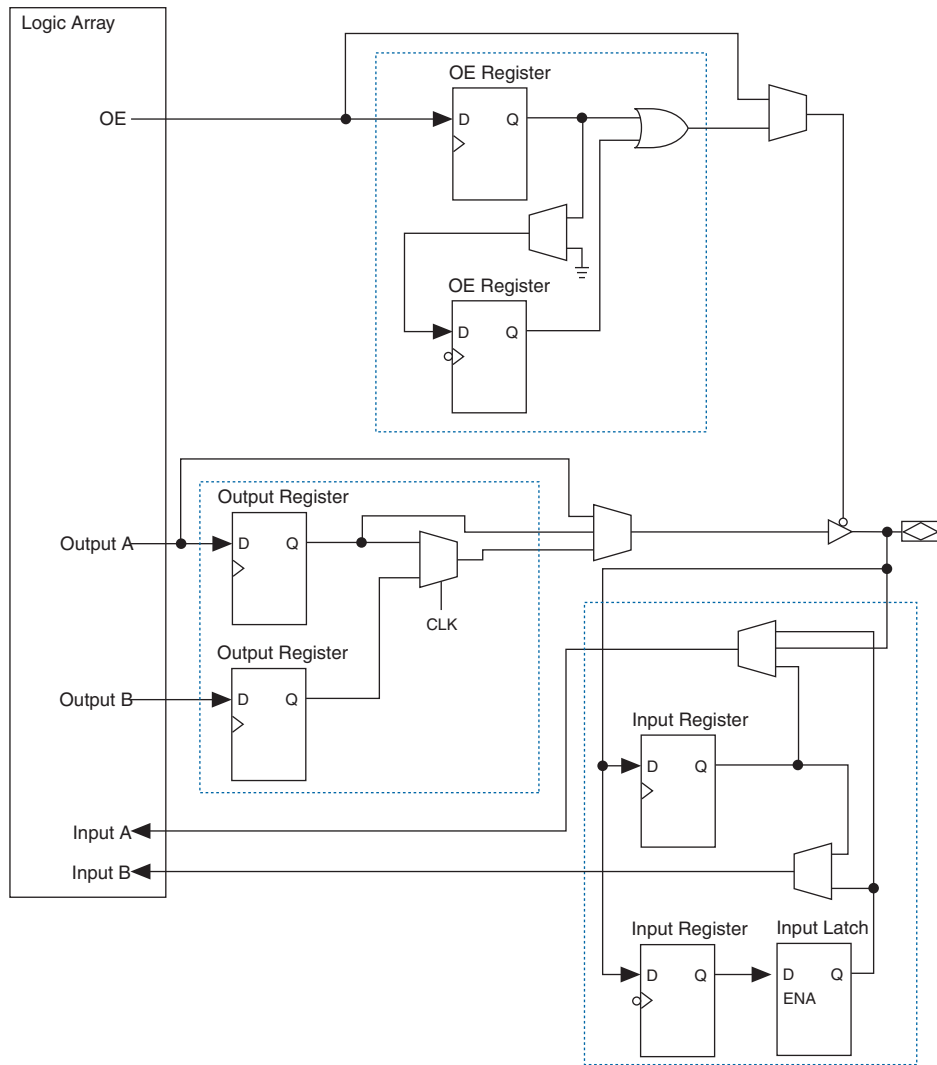 Logic Array
OE
OE Register
D Q
OE Register
D Q
Output A
Output Register
D Q
CLK
Output B
Output Register
D Q
Input Register
D Q
Input A
Input B
Input Register
D Q
Input Latch
D Q
ENA